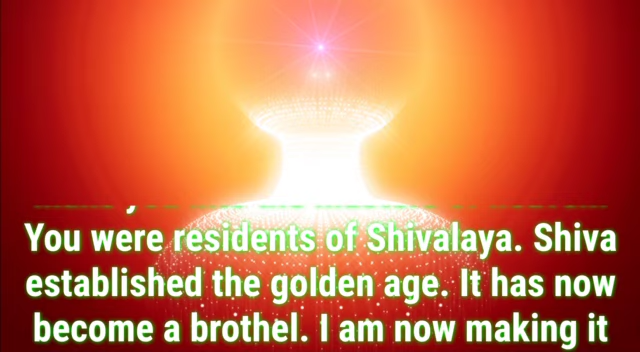 You were residents of Shivalaya. Shiva
established the golden age. It has now
become a brothel. I am now making it